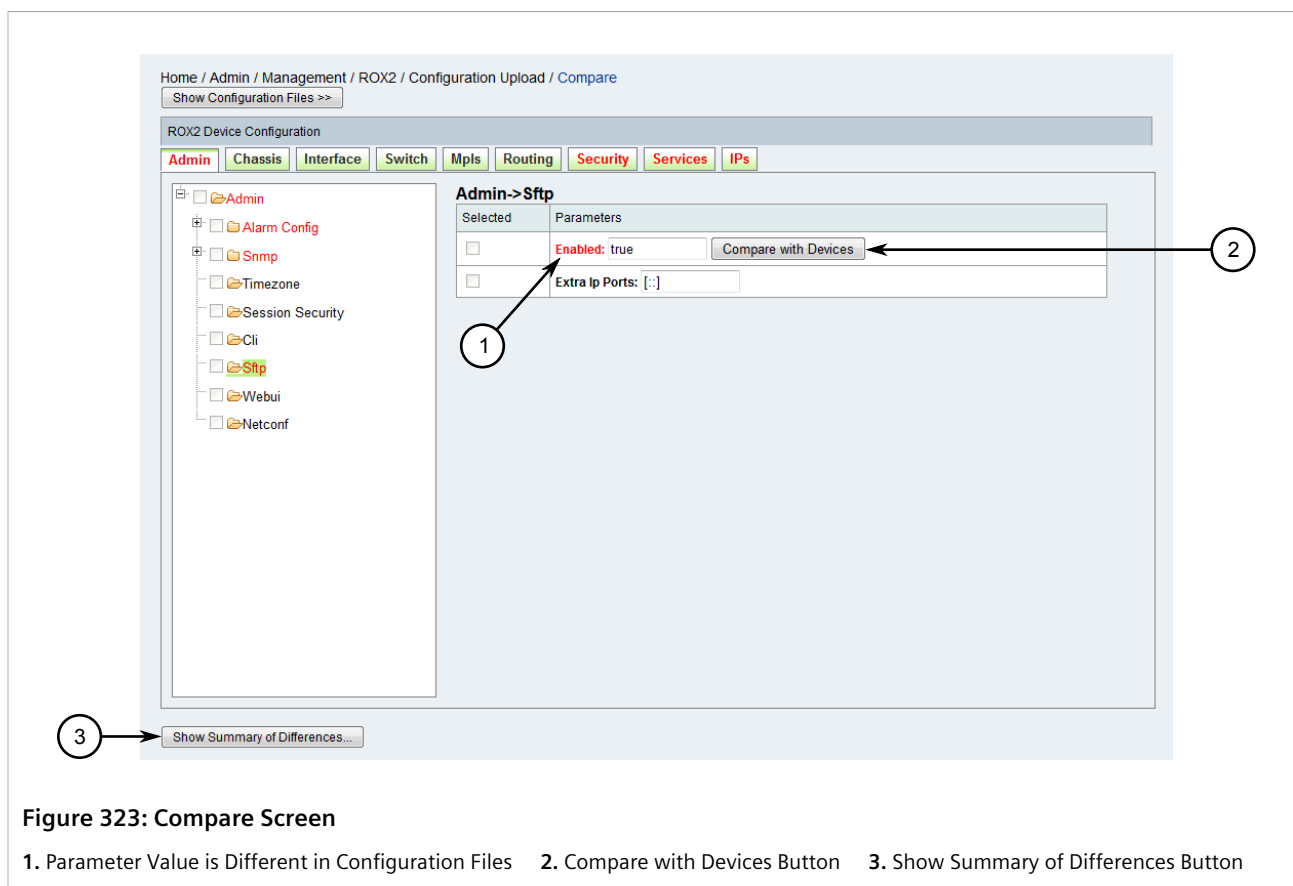 Home / Admin / Management / ROX2 / Configuration Upload / Compare
Show Configuration Files >>
ROX2 Device Configuration
Admin Chassis Interface Switch Mpls Routing Security Services IPs
Admin
Alarm Config
Snmp
Timezone
Session Security
Cli
Sftp
Webui
Netconf
Admin->Sftp
Selected Parameters
Enabled: true Compare with Devices
Extra Ip Ports: [::]
2
1
3
Show Summary of Differences...
Figure 323: Compare Screen
1. Parameter Value is Different in Configuration Files 2. Compare with Devices Button 3. Show Summary of Differences Button